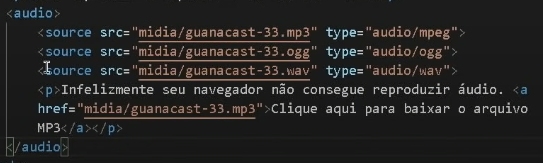 <audio>
<source src="midia/guanacast-33.mp3" type="audio/mpeg">
<source src="midia/guanacast-33.ogg" type="audio/ogg">
<source src="midia/guanacast-33.wav" type="audio/wav">
<p>Infelizmente seu navegador não consegue reproduzir áudio. <a
href="midia/guanacast-33.mp3">Clique aqui para baixar o arquivo
MP3</a></p>
</audio>